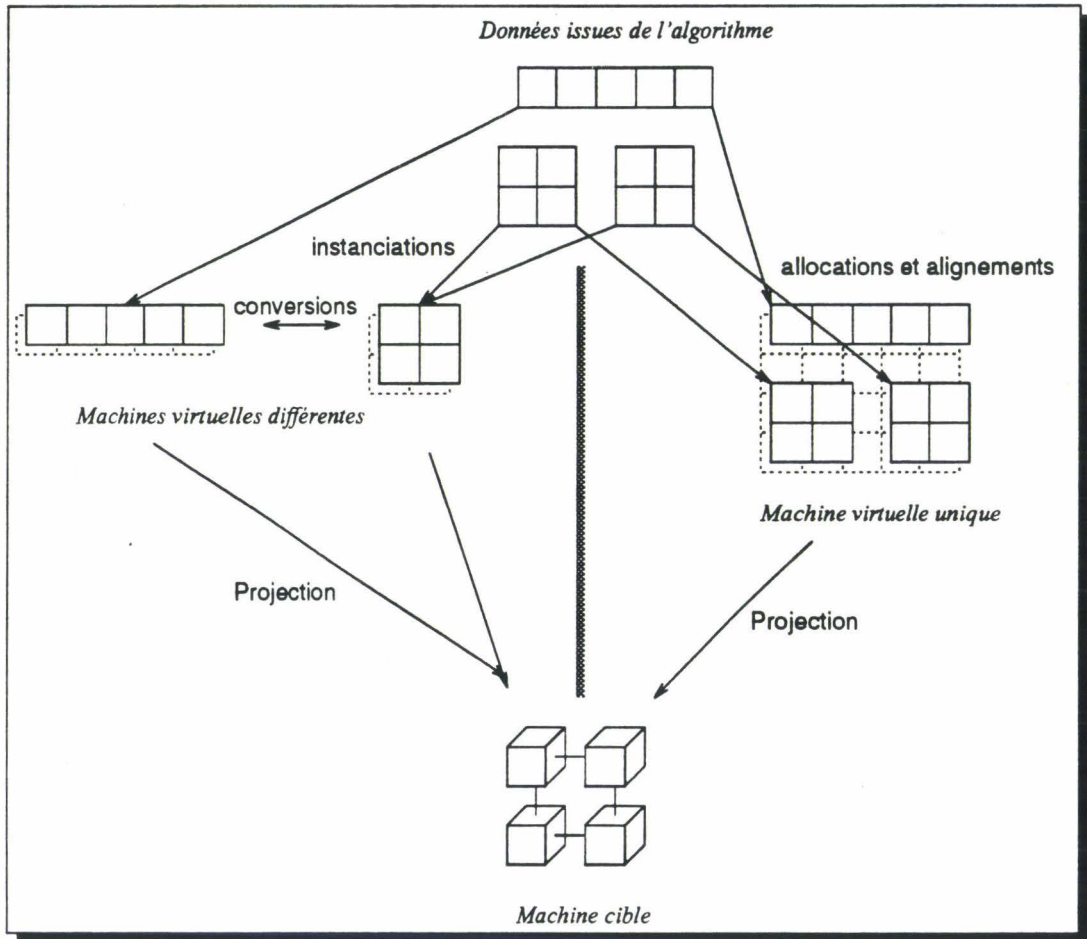 Données issues de l'algorithme
instanciations
allocations et alignements
conversions
Machines virtuelles différentes
Machine virtuelle unique
Projection
Projection
Machine cible